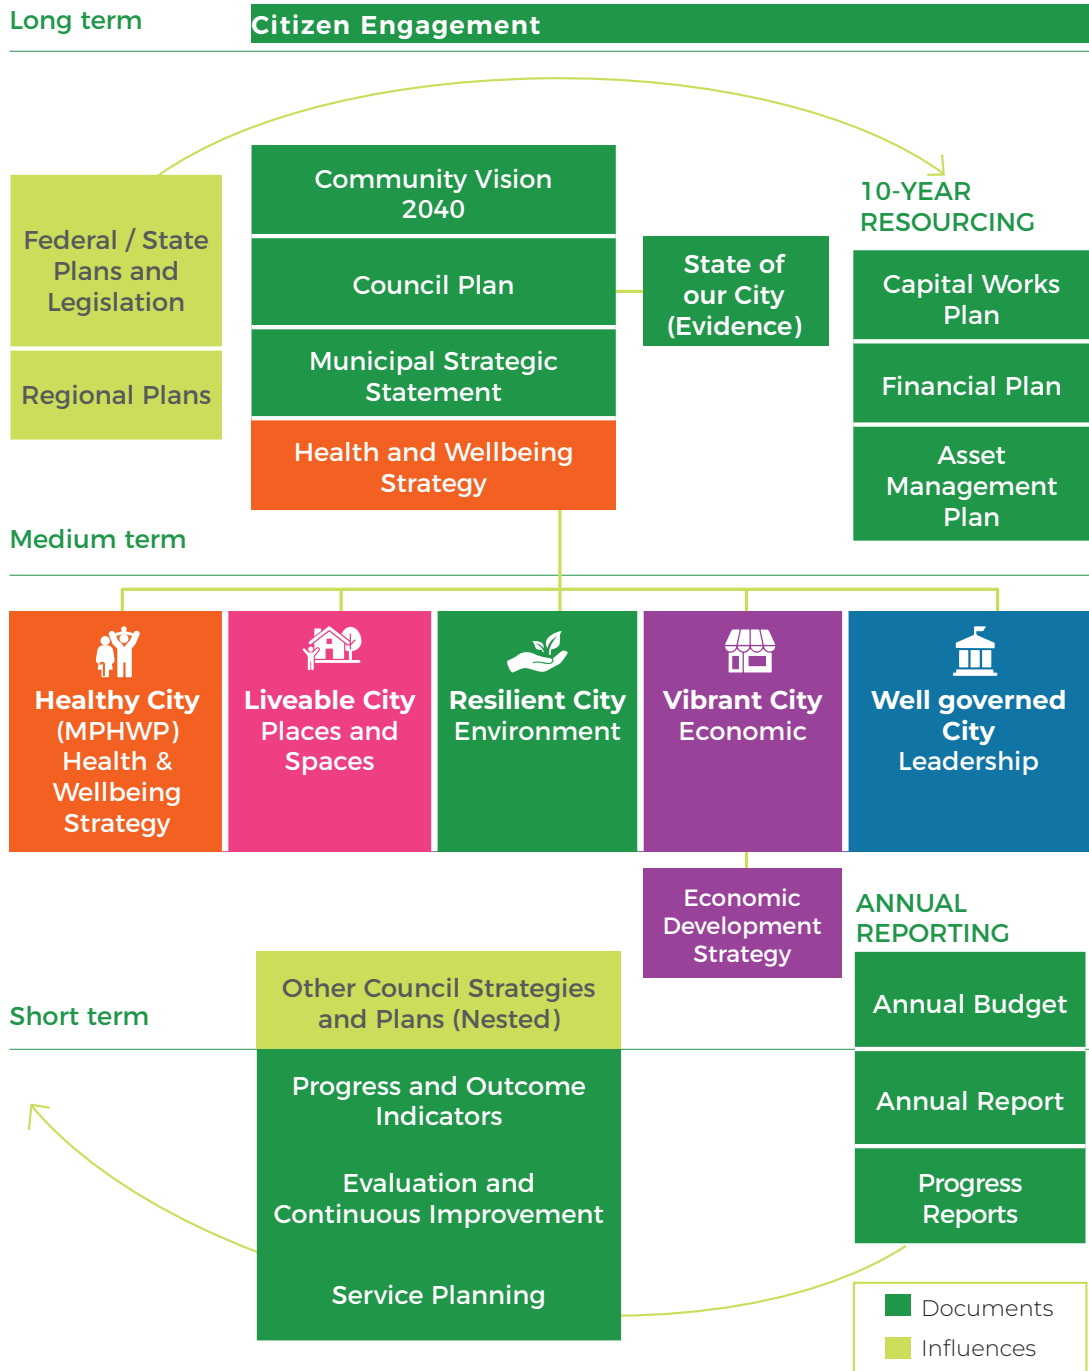 Long term
Citizen Engagement
Federal / State
Plans and
Legislation
Regional Plans
Community Vision
2040
Council Plan
Municipal Strategic
Statement
Health and Wellbeing
Strategy
State of
our City
(Evidence)
10-YEAR
RESOURCING
Capital Works
Plan
Financial Plan
Asset
Management
Plan
Medium term
Healthy City
(MPHWP)
Health &
Wellbeing
Strategy
Liveable City
Places and
Spaces
Resilient City
Environment
Vibrant City
Economic
Well governed
City
Leadership
Economic
Development
Strategy
Short term
Other Council Strategies
and Plans (Nested)
Progress and Outcome
Indicators
Evaluation and
Continuous Improvement
Service Planning
ANNUAL
REPORTING
Annual Budget
Annual Report
Progress
Reports
Documents
Influences